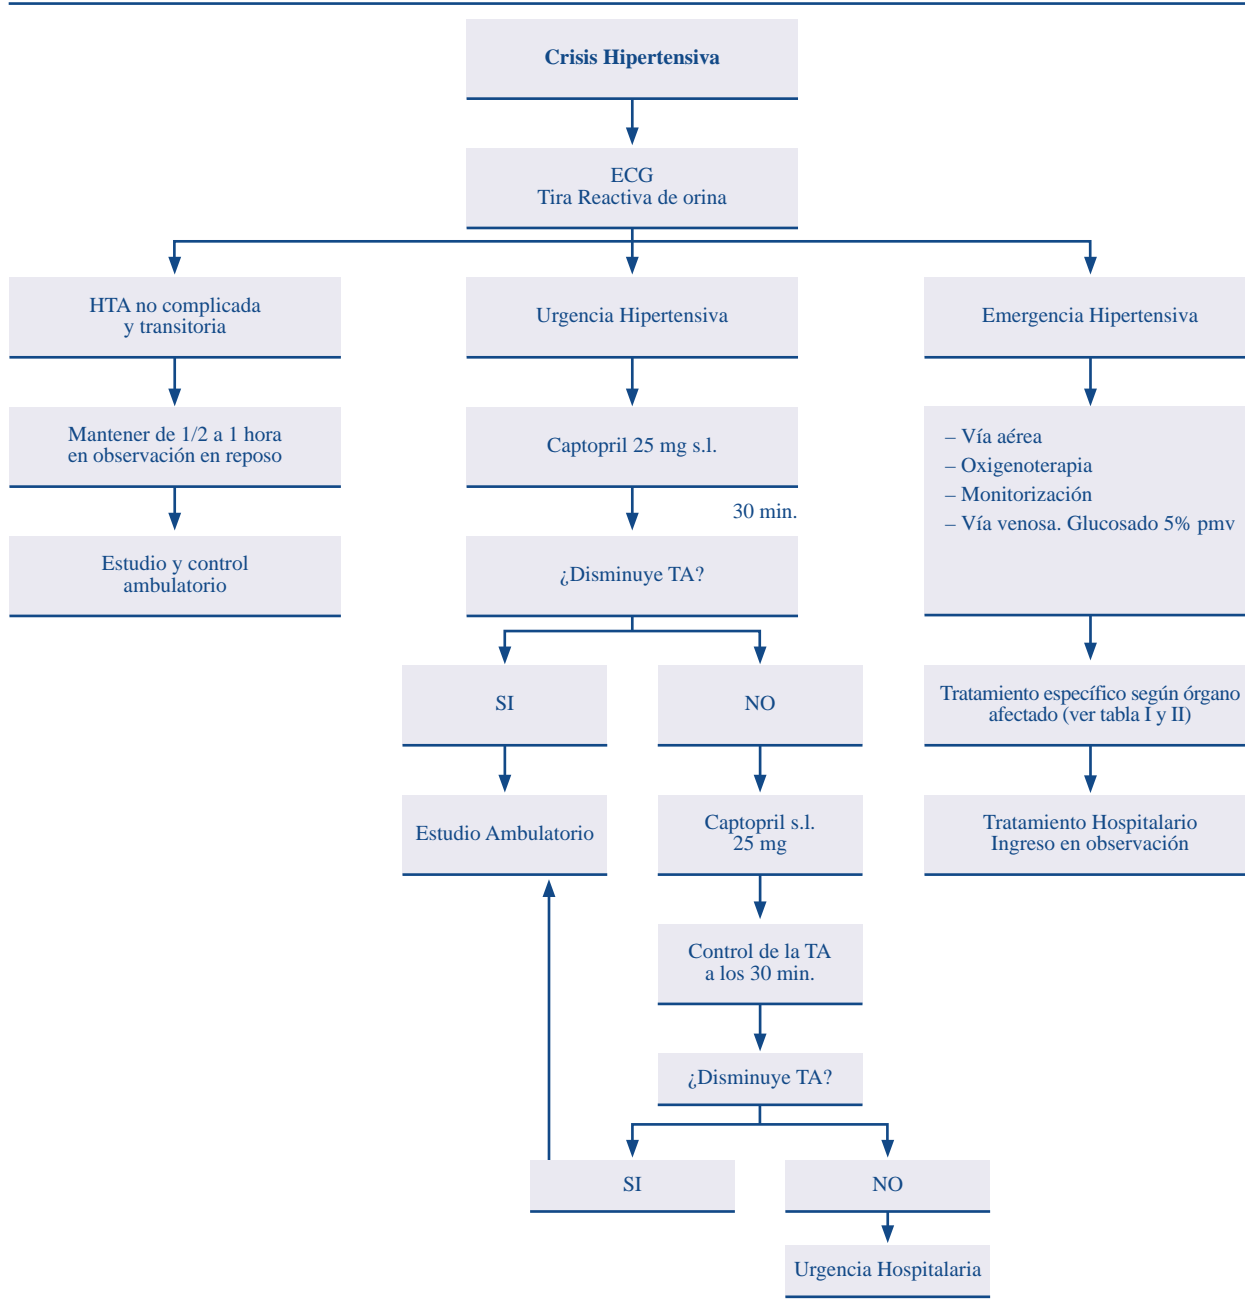 Crisis Hipertensiva
ECG
Tira Reactiva de orina
HTA no complicada
y transitoria
Urgencia Hipertensiva
Emergencia Hipertensiva
Mantener de 1/2 a 1 hora
en observación en reposo
Captopril 25 mg s.l.
– Vía aérea
– Oxigenoterapia
– Monitorización
– Vía venosa. Glucosado 5% pmv
30 min.
Estudio y control
ambulatorio
¿Disminuye TA?
SI
NO
Tratamiento específico según órgano
afectado (ver tabla I y II)
Estudio Ambulatorio
Captopril s.l.
25 mg
Tratamiento Hospitalario
Ingreso en observación
Control de la TA
a los 30 min.
¿Disminuye TA?
SI
NO
Urgencia Hospitalaria